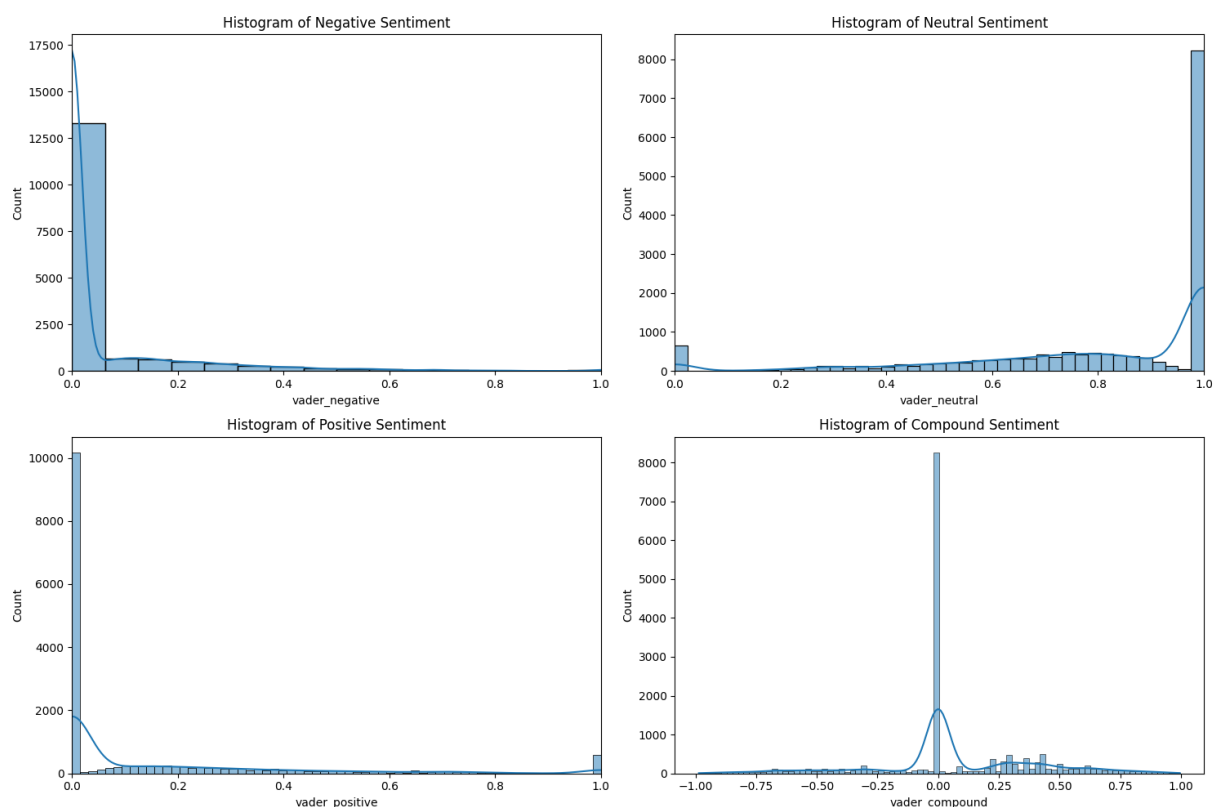 Histogram of Negative Sentiment
17500
15000
12500
10000
7500
5000
2500
0
Count
0.0 0.2 0.4 0.6 0.8 1.0
vader_negative
Histogram of Neutral Sentiment
8000
7000
6000
5000
4000
3000
2000
1000
0
Count
0.0 0.2 0.4 0.6 0.8 1.0
vader_neutral
Histogram of Positive Sentiment
10000
8000
6000
4000
2000
0
Count
0.0 0.2 0.4 0.6 0.8 1.0
vader_positive
Histogram of Compound Sentiment
8000
7000
6000
5000
4000
3000
2000
1000
0
Count
−1.00 −0.75 −0.50 −0.25 0.00 0.25 0.50 0.75 1.00
vader_compound